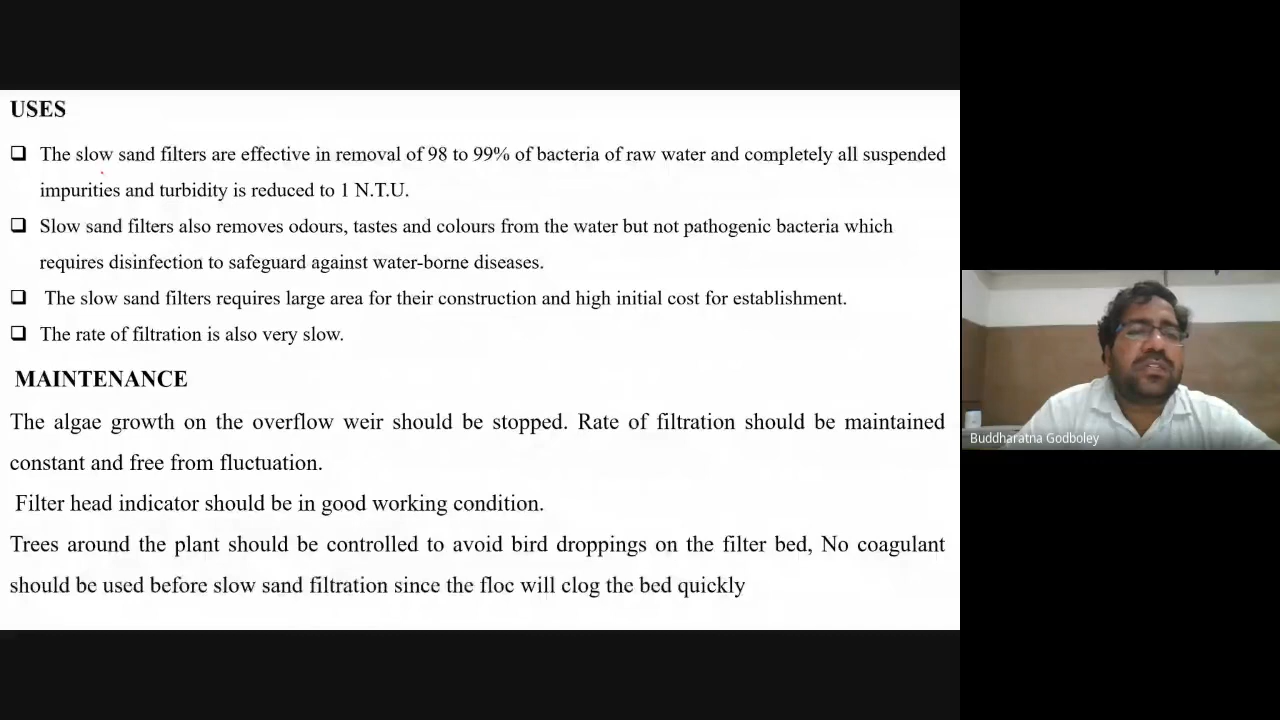 USES
The slow sand filters are effective in removal of 98 to 99% of bacteria of raw water and completely all suspended
impurities and turbidity is reduced to 1 N.T.U.
Slow sand filters also removes odours, tastes and colours from the water but not pathogenic bacteria which
requires disinfection to safeguard against water-borne diseases.
The slow sand filters requires large area for their construction and high initial cost for establishment.
The rate of filtration is also very slow.
MAINTENANCE
The algae growth on the overflow weir should be stopped. Rate of filtration should be maintained
constant and free from fluctuation.
Filter head indicator should be in good working condition.
Trees around the plant should be controlled to avoid bird droppings on the filter bed, No coagulant
should be used before slow sand filtration since the floc will clog the bed quickly
Buddharatna Godboley